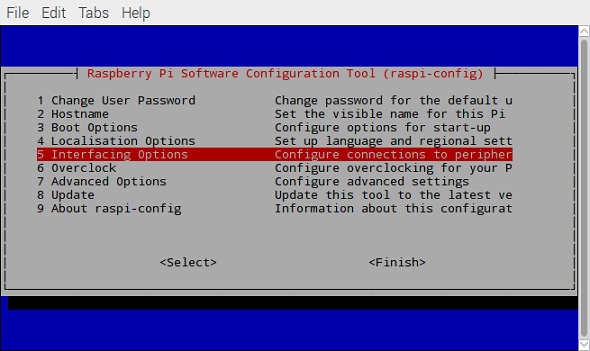 File Edit Tabs Help
Raspberry Pi Software Configuration Tool (raspi-config)
1 Change User Password Change password for the default u
2 Hostname Set the visible name for this Pi
3 Boot Options Configure options for start-up
4 Localisation Options Set up language and regional sett
5 Interfacing Options Configure connections to peripher
6 Overclock Configure overclocking for your P
7 Advanced Options Configure advanced settings
8 Update Update this tool to the latest ve
9 About raspi-config Information about this configurat
<Select> <Finish>